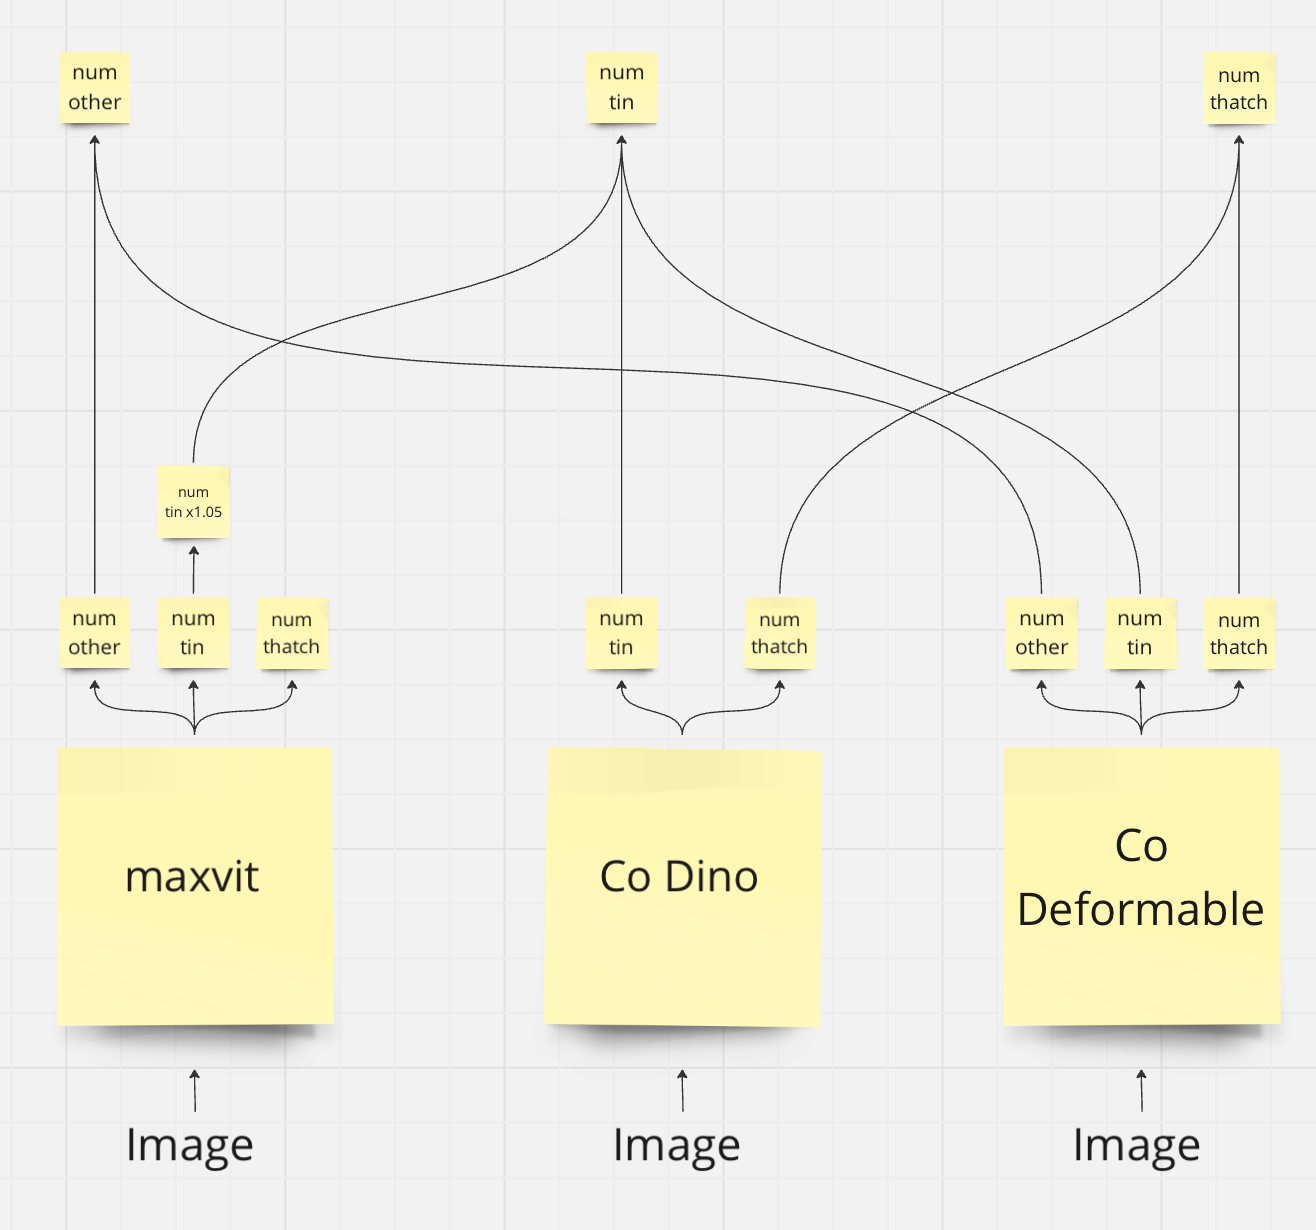 num
other
num
tin
num
thatch
num
tin x1.05
num
other
num
tin
num
thatch
num
tin
num
thatch
num
other
num
tin
num
thatch
maxvit
Co Dino
Co
Deformable
Image
Image
Image